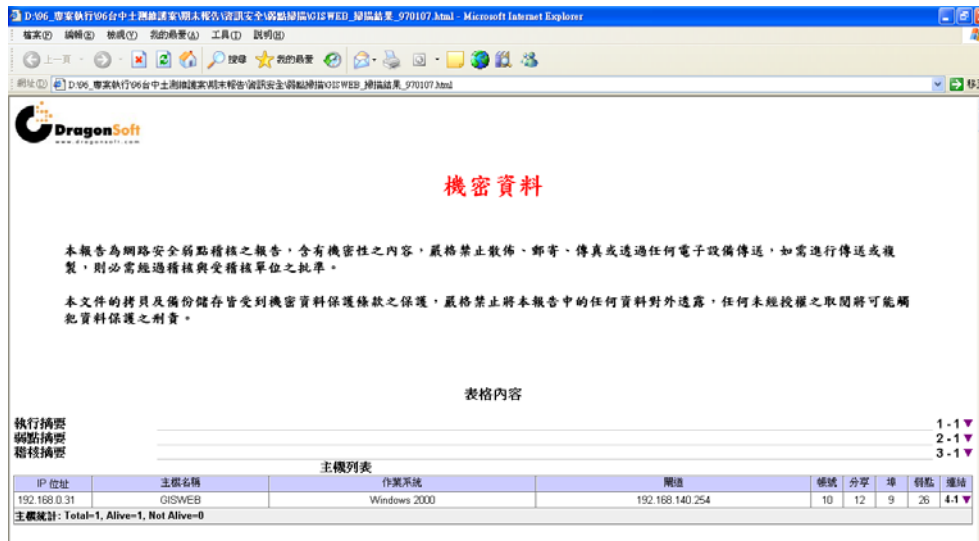 D:\96_專案執行\96台中土測維護案\期末報告\資訊安全\弱點掃描\GISWEB_掃描結果_970107.html - Microsoft Internet Explorer
檔案(F) 編輯(E) 檢視(V) 我的最愛(A) 工具(T) 說明(H)
上一頁 搜尋 我的最愛
網址(D) D:\96_專案執行\96台中土測維護案\期末報告\資訊安全\弱點掃描\GISWEB_掃描結果_970107.html
DragonSoft
www.dragonsoft.com
機密資料
本報告為網路安全弱點稽核之報告，含有機密性之內容，嚴格禁止散佈、郵寄、傳真或透過任何電子設備傳送，如需進行傳送或複
製，則必需經過稽核與受稽核單位之批準。
本文件的拷貝及備份儲存皆受到機密資料保護條款之保護，嚴格禁止將本報告中的任何資料對外透露，任何未經授權之取閱將可能觸
犯資料保護之刑責。
表格內容
執行摘要 1 - 1▼
弱點摘要 2 - 1▼
稽核摘要 3 - 1▼
主機列表
IP 位址 主機名稱 作業系統 閘道 帳號 分享 埠 弱點 連結
192.168.0.31 GISWEB Windows 2000 192.168.140.254 10 12 9 26 4-1 ▼
主機統計: Total=1, Alive=1, Not Alive=0